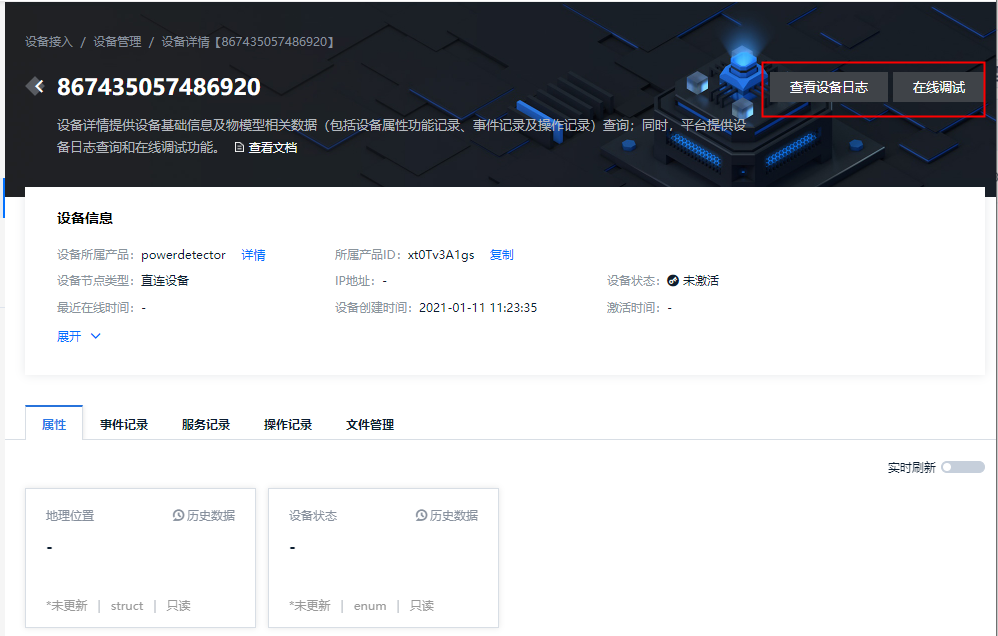 设备接入 / 设备管理 / 设备详情【867435057486920】
867435057486920
查看设备日志 在线调试
设备详情提供设备基础信息及物模型相关数据（包括设备属性功能记录、事件记录及操作记录）查询；同时，平台提供设
备日志查询和在线调试功能。 查看文档
设备信息
设备所属产品： powerdetector 详情 所属产品ID： xt0Tv3A1gs 复制
设备节点类型： 直连设备 IP地址： - 设备状态： 未激活
最近在线时间： - 设备创建时间： 2021-01-11 11:23:35 激活时间： -
展开
属性 事件记录 服务记录 操作记录 文件管理
实时刷新
地理位置 历史数据 设备状态 历史数据
- -
*未更新 | struct | 只读 *未更新 | enum | 只读